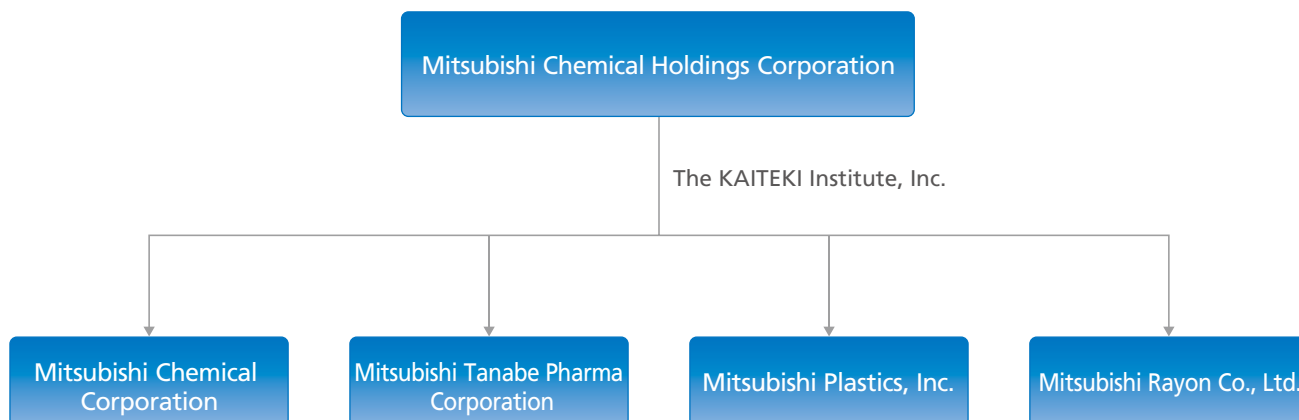 Mitsubishi Chemical Holdings Corporation
The KAITEKI Institute, Inc.
Mitsubishi Chemical
Corporation
Mitsubishi Tanabe Pharma
Corporation
Mitsubishi Plastics, Inc.
Mitsubishi Rayon Co., Ltd.